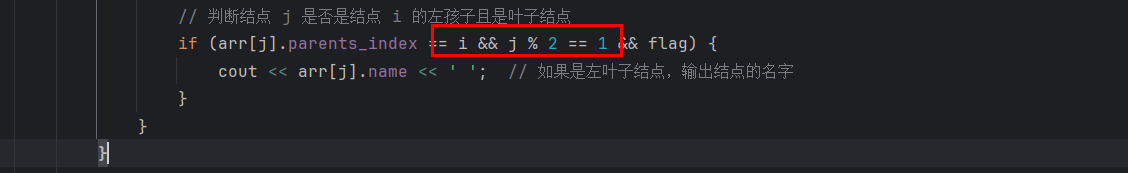 // 判断结点 j 是否是结点 i 的左孩子且是叶子结点
if (arr[j].parents_index == i && j % 2 == 1 && flag) {
cout << arr[j].name << ' ';  // 如果是左叶子结点，输出结点的名字
}
}
}